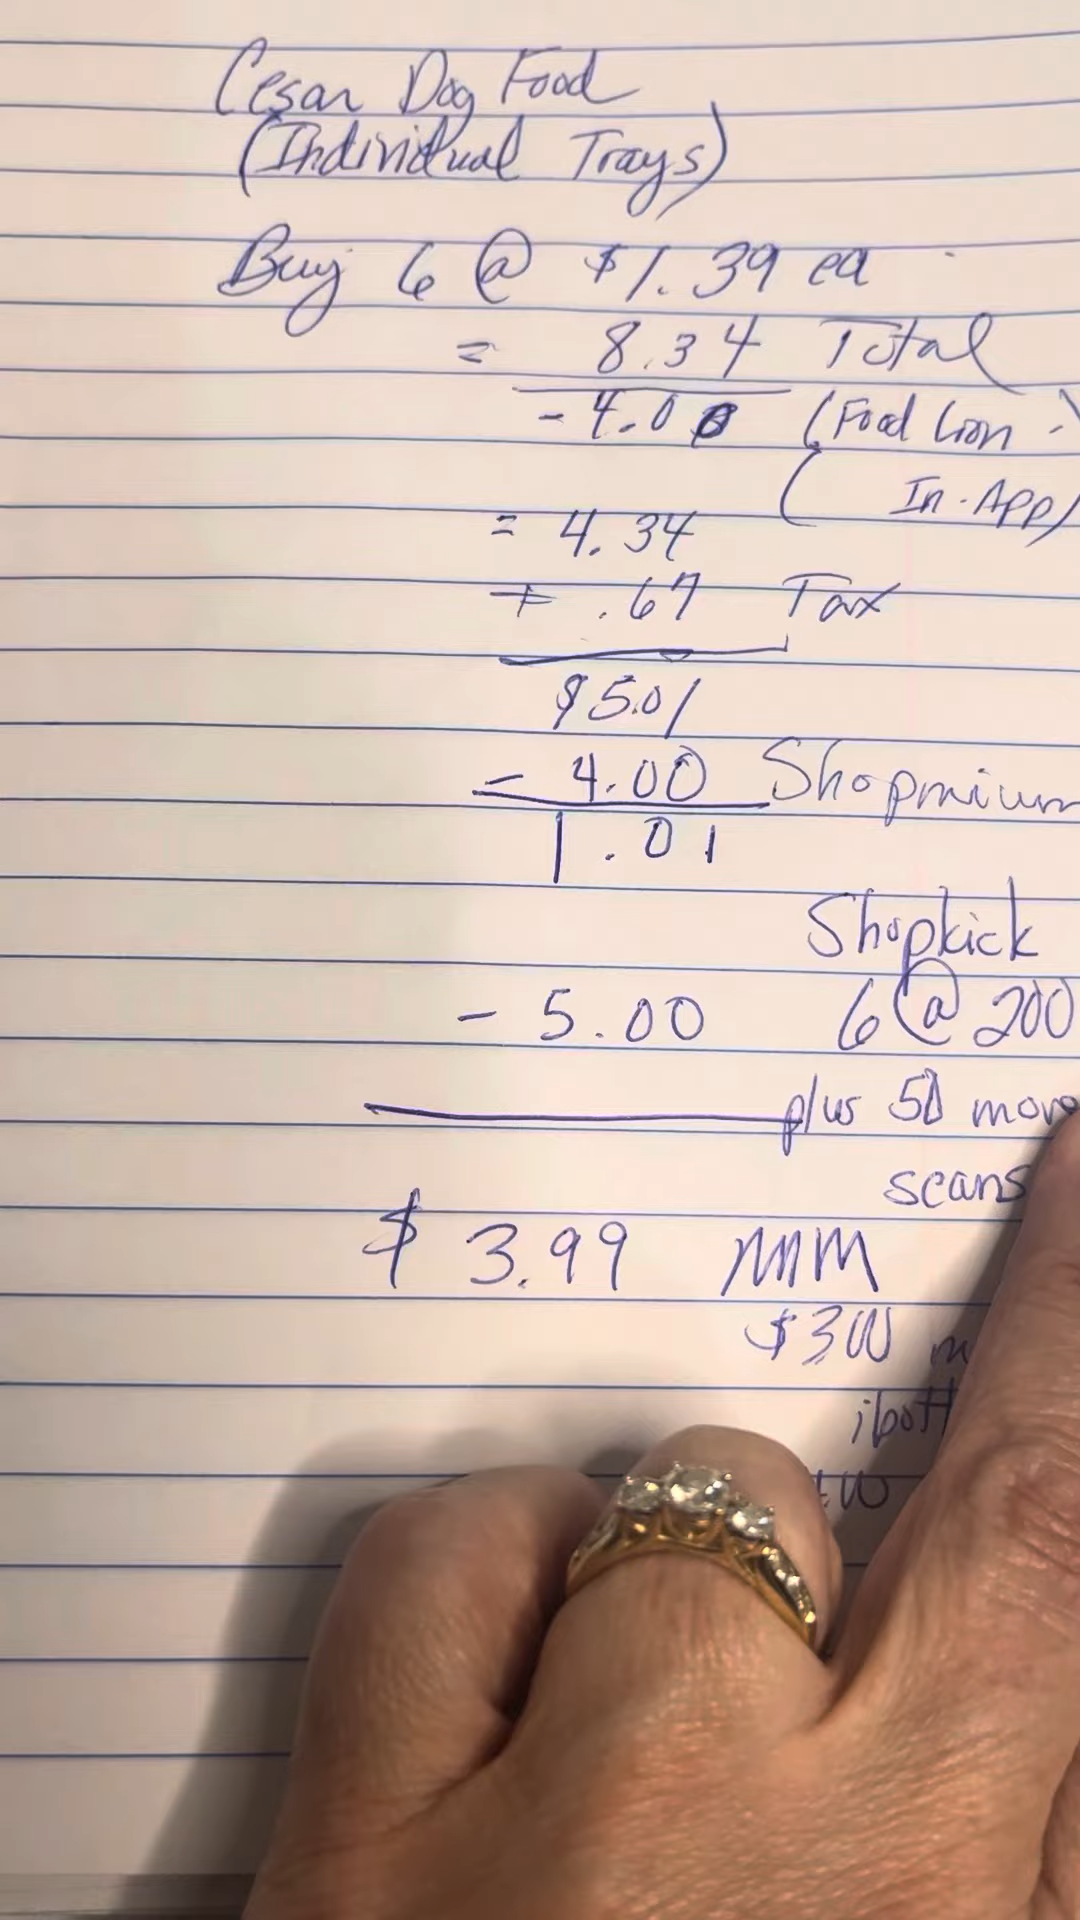 Cesar Dog Food
(Individual Trays)
Buy 6 @ $1.39 ea
= 8.34 Total
- 4.00 (Food Lion -
In-App)
= 4.34
+ .67 Tax
$5.01
- 4.00 Shopmium
1.01
Shopkick
- 5.00 6 @ 200
plus 50 more
scans
$ 3.99 MM
$3.00
ibott